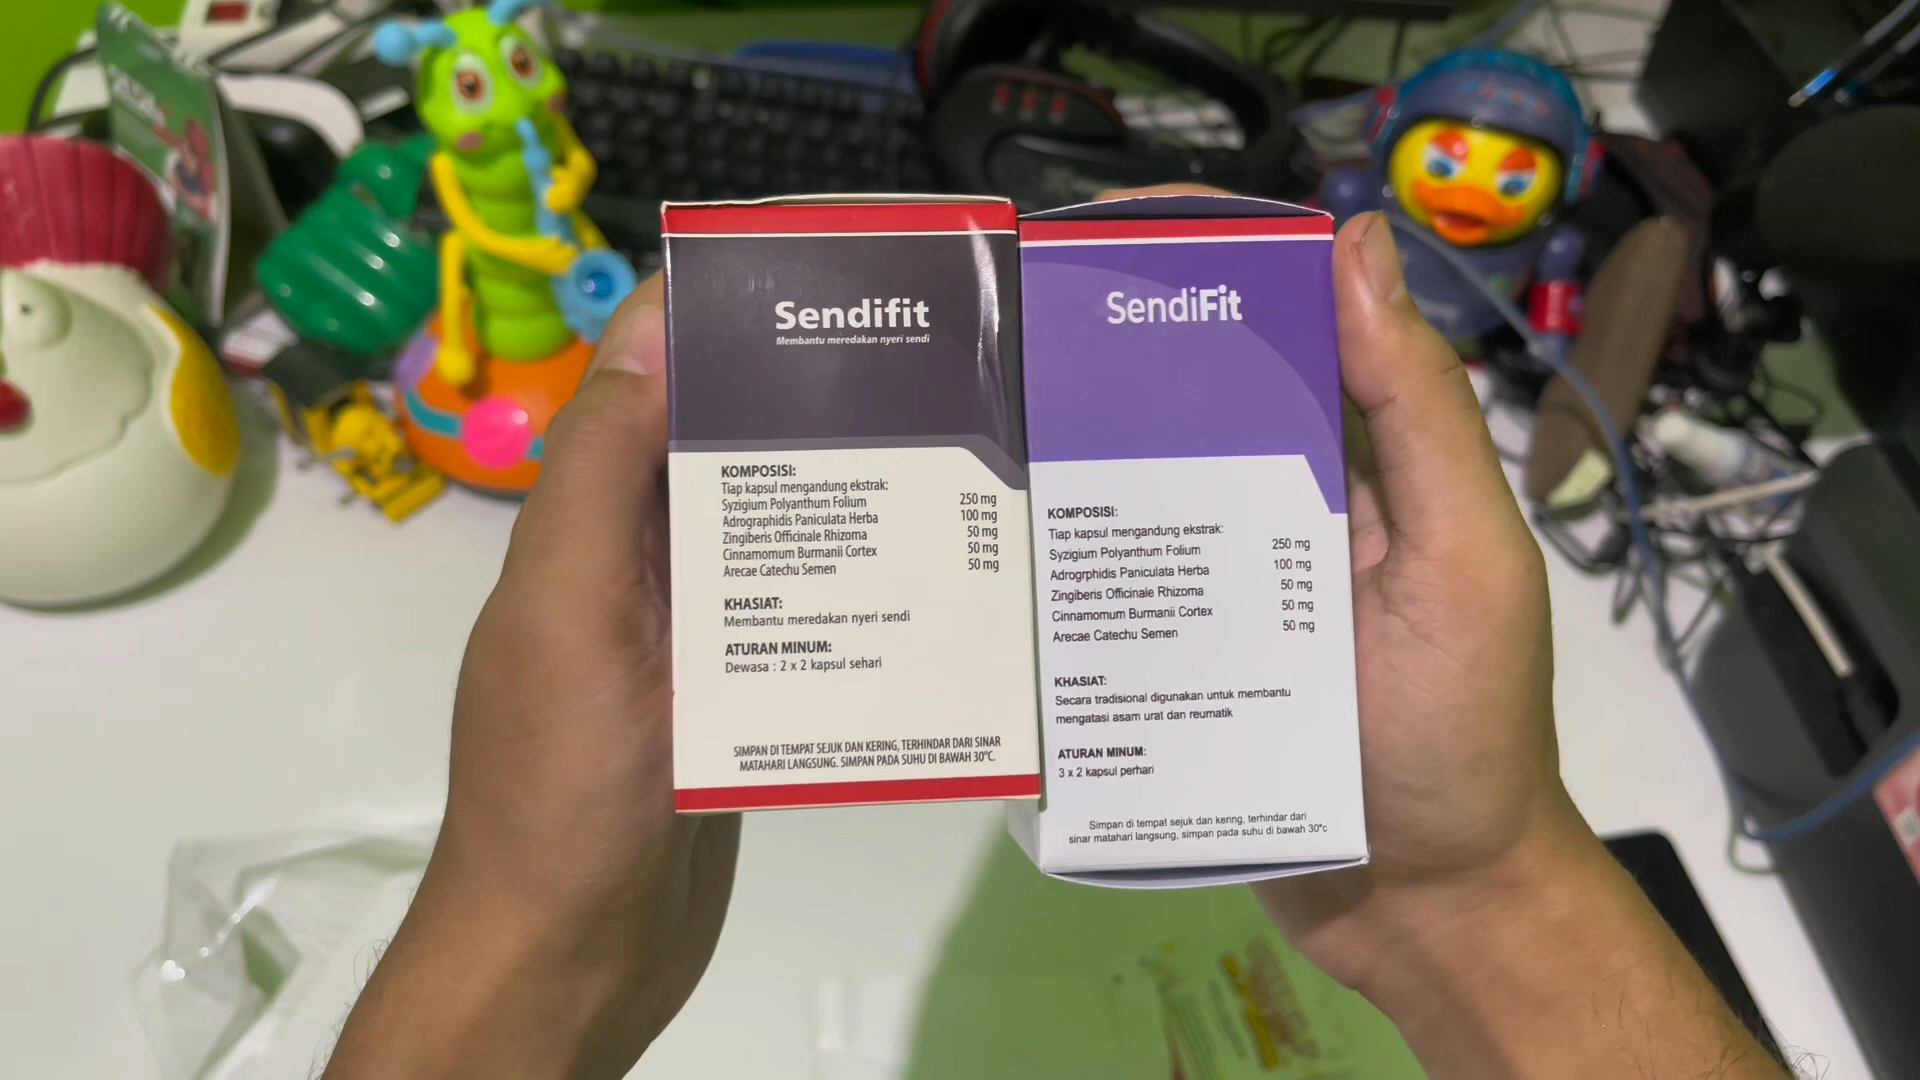 Sendifit
Membantu meredakan nyeri sendi
KOMPOSISI:
Tiap kapsul mengandung ekstrak:
Syzigium Polyanthum Folium 250 mg
Adrographidis Paniculata Herba 100 mg
Zingiberis Officinale Rhizoma 50 mg
Cinnamomum Burmanii Cortex 50 mg
Arecae Catechu Semen 50 mg
KHASIAT:
Membantu meredakan nyeri sendi
ATURAN MINUM:
Dewasa : 2 x 2 kapsul sehari
SIMPAN DI TEMPAT SEJUK DAN KERING, TERHINDAR DARI SINAR
MATAHARI LANGSUNG. SIMPAN PADA SUHU DI BAWAH 30°C.
SendiFit
KOMPOSISI:
Tiap kapsul mengandung ekstrak:
Syzigium Polyanthum Folium 250 mg
Adrogrphidis Paniculata Herba 100 mg
Zingiberis Officinale Rhizoma 50 mg
Cinnamomum Burmanii Cortex 50 mg
Arecae Catechu Semen 50 mg
KHASIAT:
Secara tradisional digunakan untuk membantu
mengatasi asam urat dan reumatik
ATURAN MINUM:
3 x 2 kapsul perhari
Simpan di tempat sejuk dan kering, terhindar dari
sinar matahari langsung, simpan pada suhu di bawah 30°c